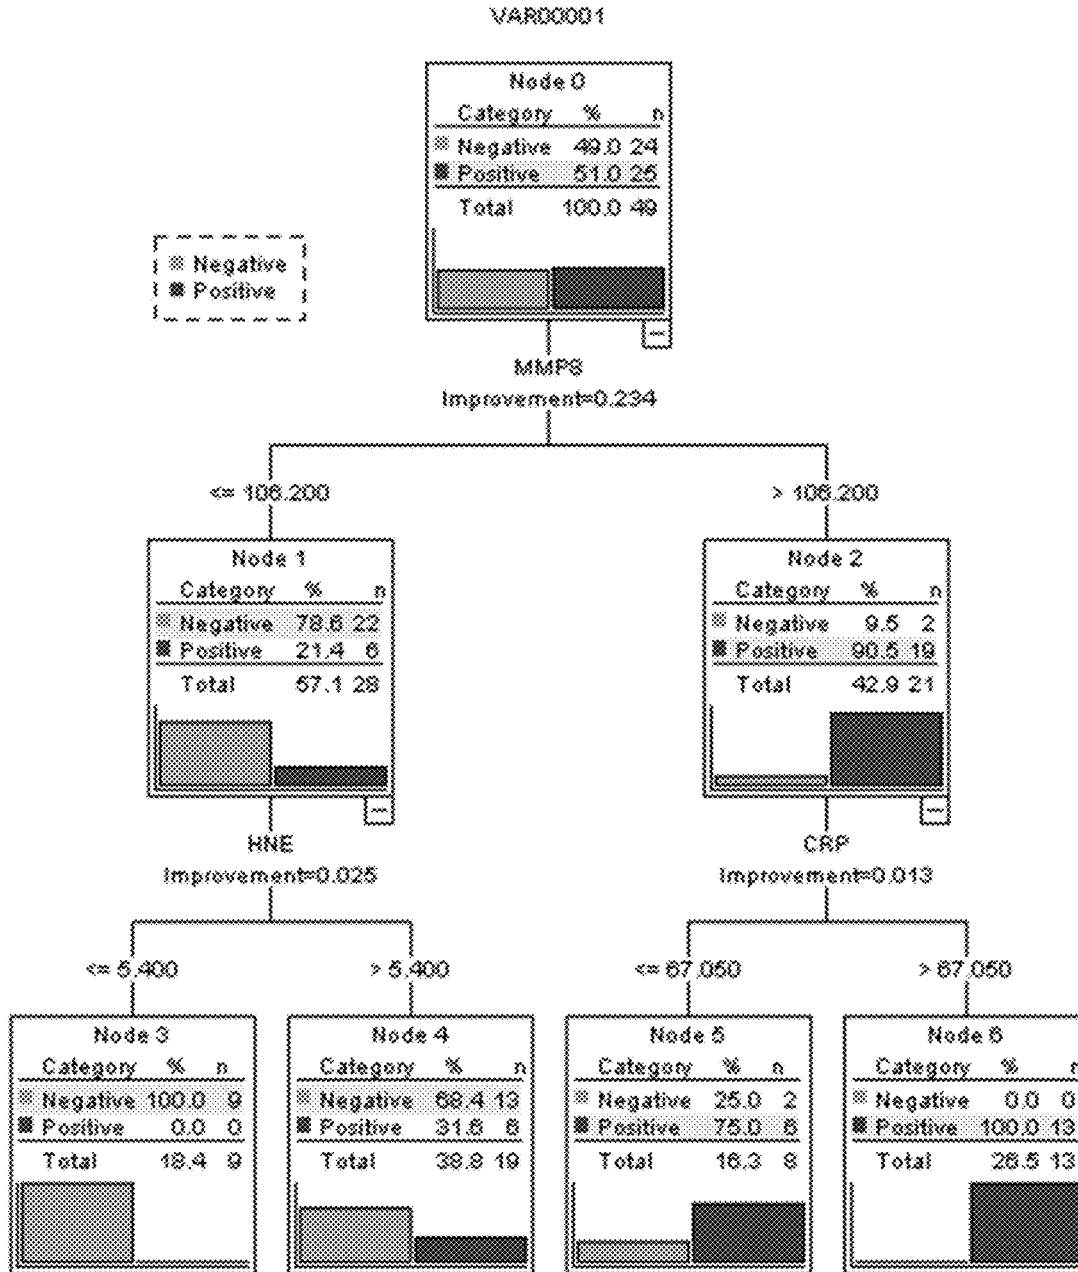 VAR00001
Node 0
Category % n
Negative 49.0 24
Positive 51.0 25
Total 100.0 49
Negative
Positive
MMP8
Improvement=0.234
<= 106.200
> 106.200
Node 1
Category % n
Negative 78.6 22
Positive 21.4 6
Total 57.1 28
Node 2
Category % n
Negative 9.5 2
Positive 90.5 19
Total 42.9 21
HNE
Improvement=0.025
CRP
Improvement=0.013
<= 5.400
> 5.400
<= 67.050
> 67.050
Node 3
Category % n
Negative 100.0 9
Positive 0.0 0
Total 18.4 9
Node 4
Category % n
Negative 68.4 13
Positive 31.6 6
Total 38.8 19
Node 5
Category % n
Negative 25.0 2
Positive 75.0 6
Total 16.3 8
Node 6
Category % n
Negative 0.0 0
Positive 100.0 13
Total 26.5 13